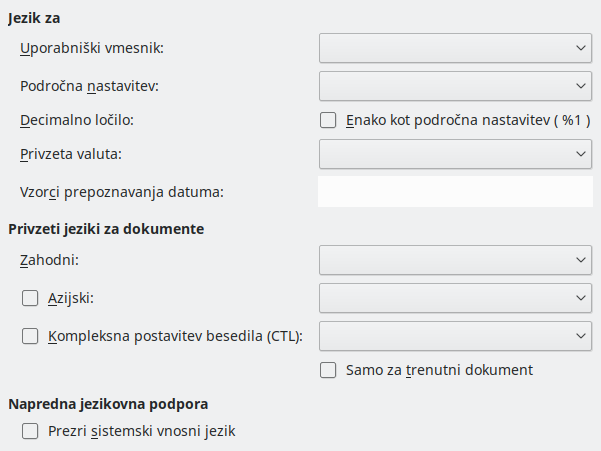 Jezik za
Uporabniški vmesnik:
Področna nastavitev:
Decimalno ločilo:
Enako kot področna nastavitev ( %1 )
Privzeta valuta:
Vzorci prepoznavanja datuma:
Privzeti jeziki za dokumente
Zahodni:
Azijski:
Kompleksna postavitev besedila (CTL):
Samo za trenutni dokument
Napredna jezikovna podpora
Prezri sistemski vnosni jezik